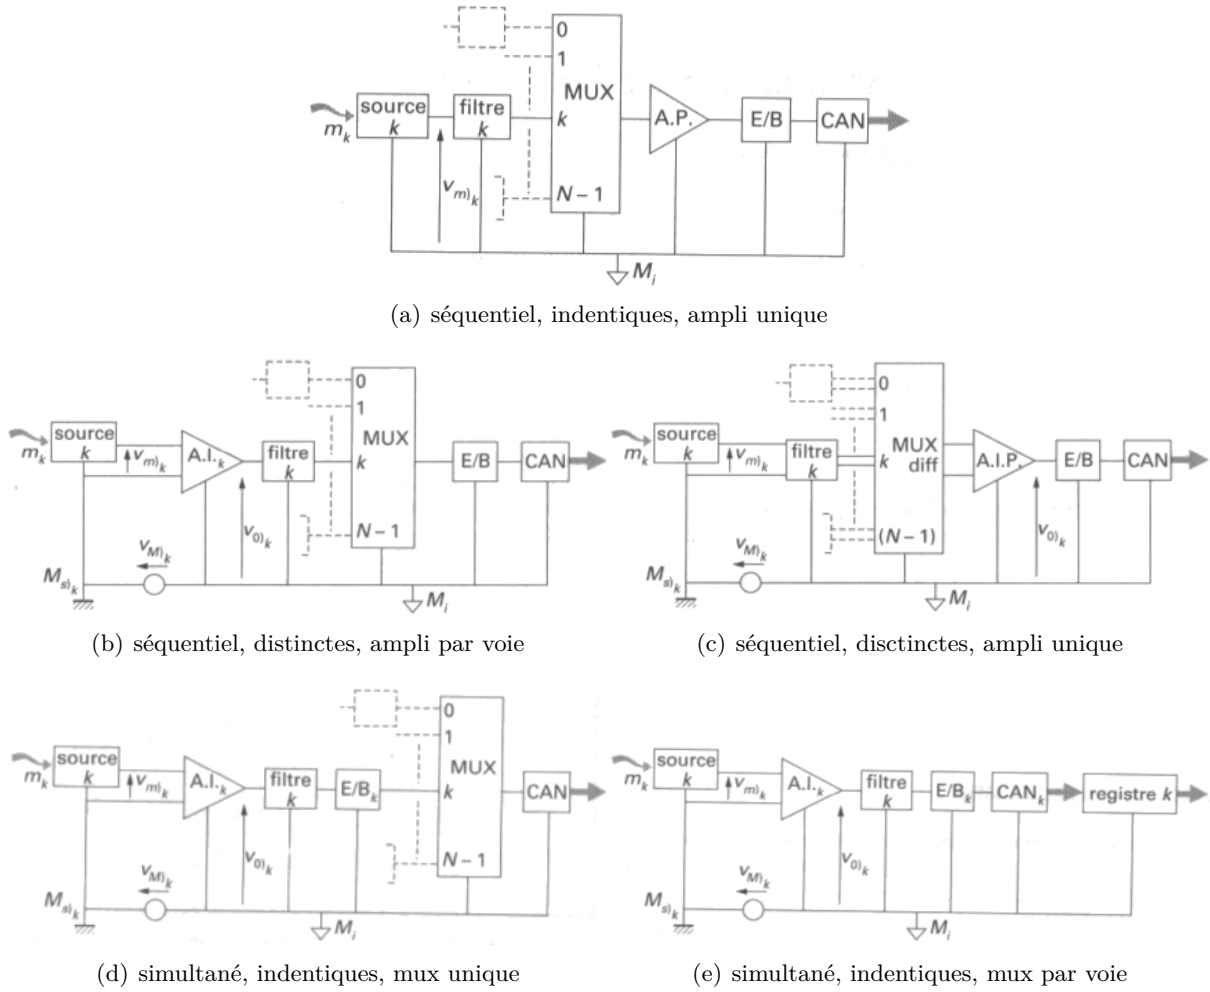 0
1
MUX
source
k
filtre
k
k
A.P.
E/B
CAN
m_k
v_m)_k
N – 1
M_i
(a) séquentiel, indentiques, ampli unique
0
1
MUX
source
k
m_k
v_m)_k
A.I._k
filtre
k
k
E/B
CAN
v_0)_k
N – 1
v_M)_k
M_s)_k
M_i
(b) séquentiel, distinctes, ampli par voie
0
1
MUX
diff
source
k
m_k
v_m)_k
filtre
k
k
A.I.P.
E/B
CAN
v_0)_k
(N – 1)
v_M)_k
M_s)_k
M_i
(c) séquentiel, disctinctes, ampli unique
0
1
MUX
source
k
m_k
v_m)_k
A.I._k
filtre
k
E/B_k
k
CAN
v_0)_k
N – 1
v_M)_k
M_s)_k
M_i
(d) simultané, indentiques, mux unique
source
k
m_k
v_m)_k
A.I._k
filtre
k
E/B_k
CAN_k
registre k
v_0)_k
v_M)_k
M_s)_k
M_i
(e) simultané, indentiques, mux par voie